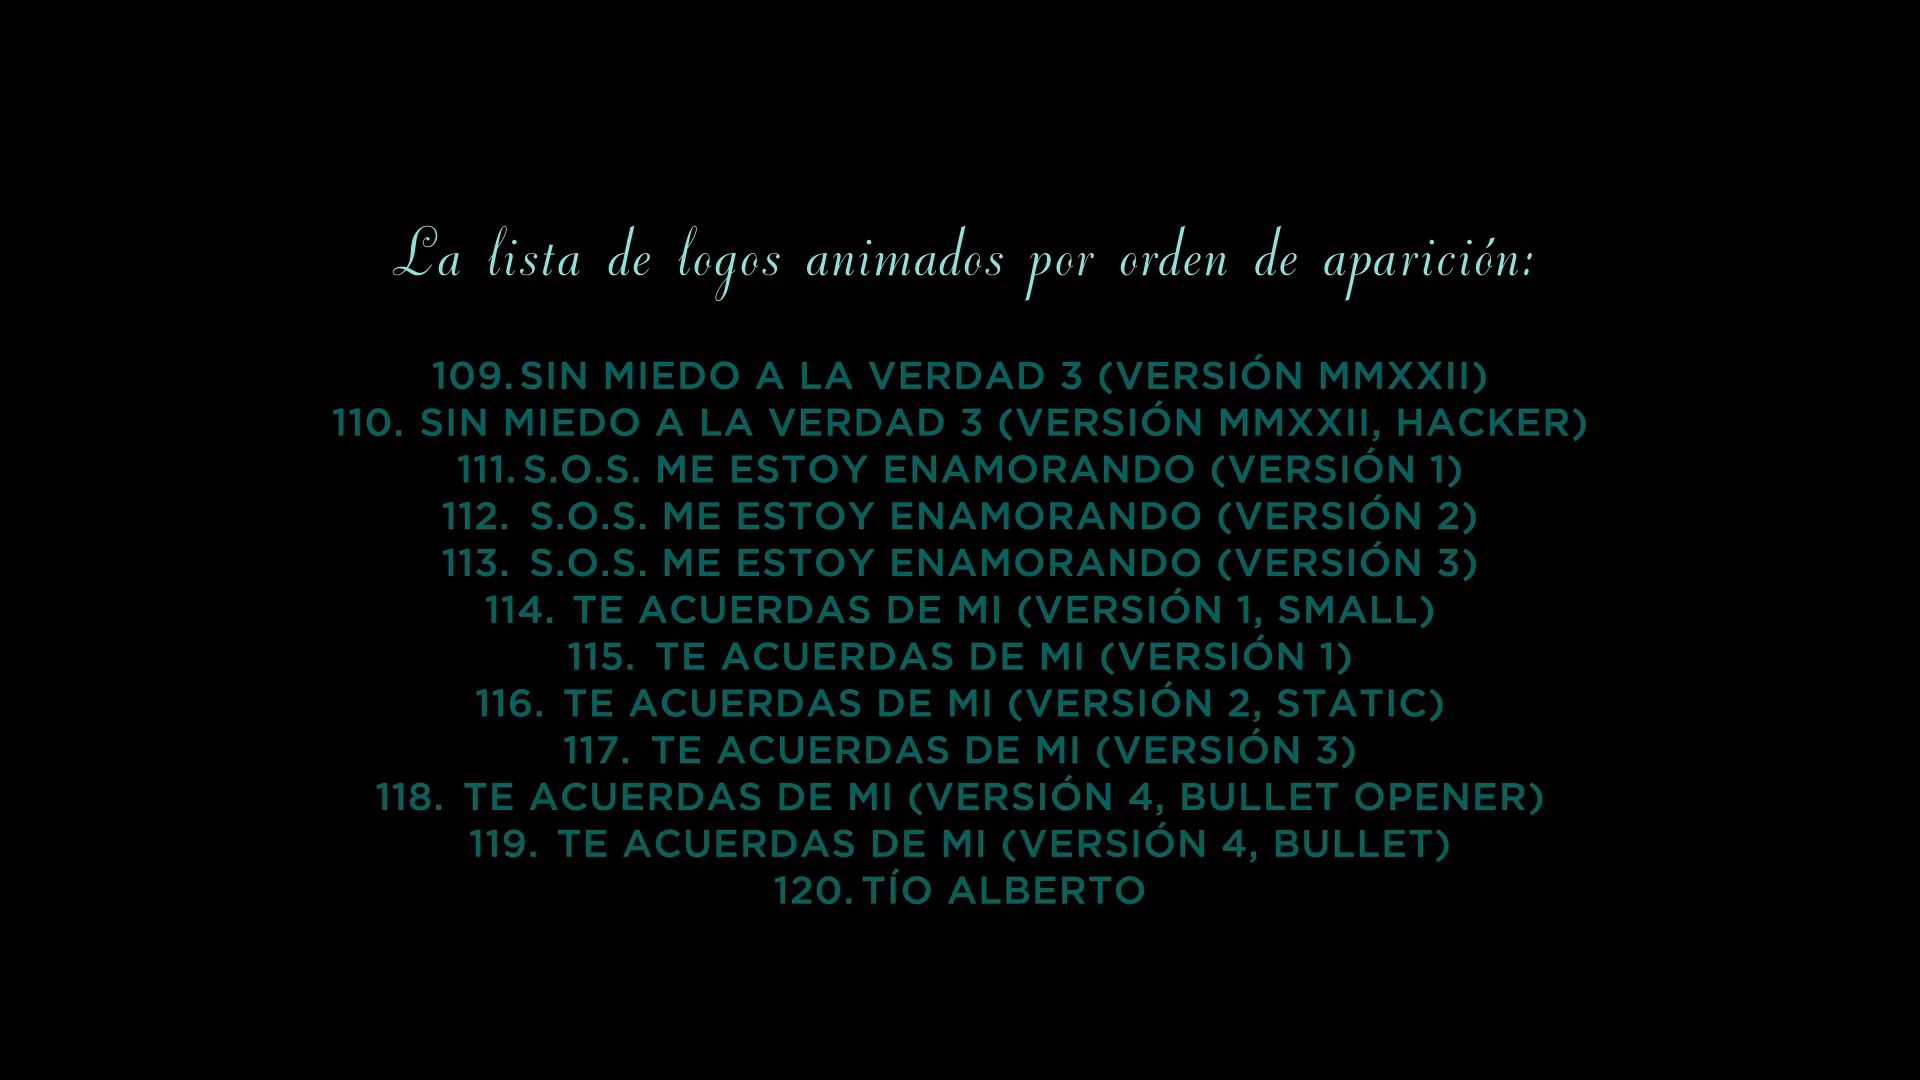 La lista de logos animados por orden de aparición:
109. SIN MIEDO A LA VERDAD 3 (VERSIÓN MMXXII)
110. SIN MIEDO A LA VERDAD 3 (VERSIÓN MMXXII, HACKER)
111. S.O.S. ME ESTOY ENAMORANDO (VERSIÓN 1)
112. S.O.S. ME ESTOY ENAMORANDO (VERSIÓN 2)
113. S.O.S. ME ESTOY ENAMORANDO (VERSIÓN 3)
114. TE ACUERDAS DE MI (VERSIÓN 1, SMALL)
115. TE ACUERDAS DE MI (VERSIÓN 1)
116. TE ACUERDAS DE MI (VERSIÓN 2, STATIC)
117. TE ACUERDAS DE MI (VERSIÓN 3)
118. TE ACUERDAS DE MI (VERSIÓN 4, BULLET OPENER)
119. TE ACUERDAS DE MI (VERSIÓN 4, BULLET)
120. TÍO ALBERTO